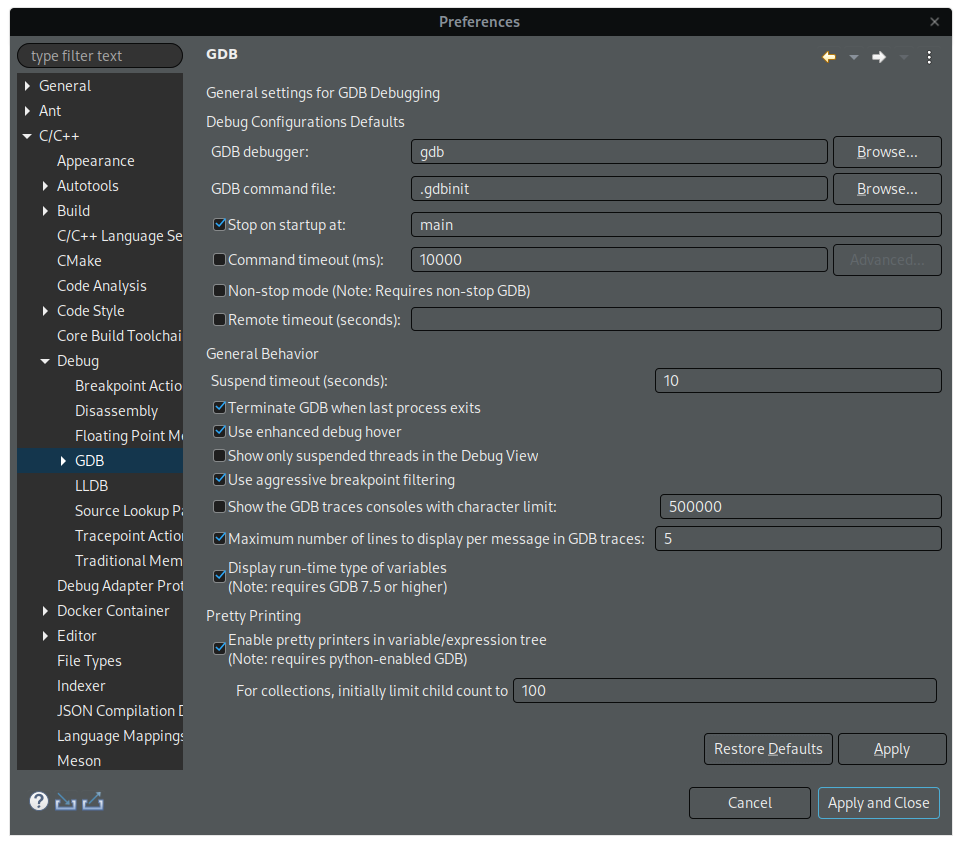 Preferences
type filter text
General
Ant
C/C++
Appearance
Autotools
Build
C/C++ Language Se
CMake
Code Analysis
Code Style
Core Build Toolchai
Debug
Breakpoint Actio
Disassembly
Floating Point Me
GDB
LLDB
Source Lookup Pa
Tracepoint Action
Traditional Mem
Debug Adapter Prot
Docker Container
Editor
File Types
Indexer
JSON Compilation D
Language Mappings
Meson
GDB
General settings for GDB Debugging
Debug Configurations Defaults
GDB debugger: gdb Browse...
GDB command file: .gdbinit Browse...
Stop on startup at: main
Command timeout (ms): 10000 Advanced...
Non-stop mode (Note: Requires non-stop GDB)
Remote timeout (seconds):
General Behavior
Suspend timeout (seconds): 10
Terminate GDB when last process exits
Use enhanced debug hover
Show only suspended threads in the Debug View
Use aggressive breakpoint filtering
Show the GDB traces consoles with character limit: 500000
Maximum number of lines to display per message in GDB traces: 5
Display run-time type of variables
(Note: requires GDB 7.5 or higher)
Pretty Printing
Enable pretty printers in variable/expression tree
(Note: requires python-enabled GDB)
For collections, initially limit child count to 100
Restore Defaults Apply
Cancel Apply and Close